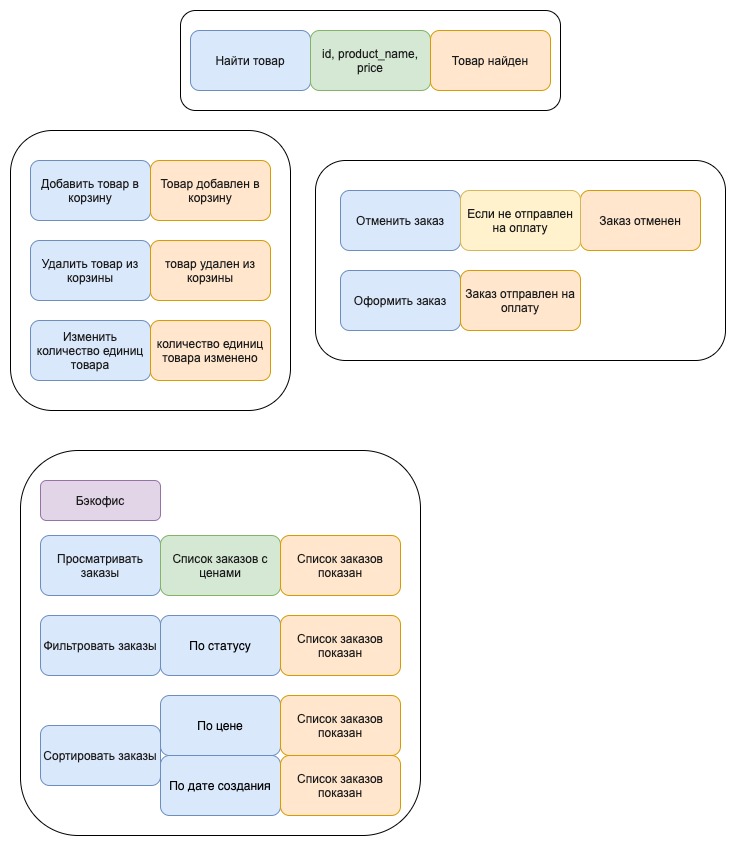 Найти товар
id, product_name,
price
Товар найден
Добавить товар в
корзину
Товар добавлен в
корзину
Удалить товар из
корзины
товар удален из
корзины
Изменить
количество единиц
товара
количество единиц
товара изменено
Отменить заказ
Если не отправлен
на оплату
Заказ отменен
Оформить заказ
Заказ отправлен на
оплату
Бэкофис
Просматривать
заказы
Список заказов с
ценами
Список заказов
показан
Фильтровать заказы
По статусу
Список заказов
показан
Сортировать заказы
По цене
Список заказов
показан
По дате создания
Список заказов
показан